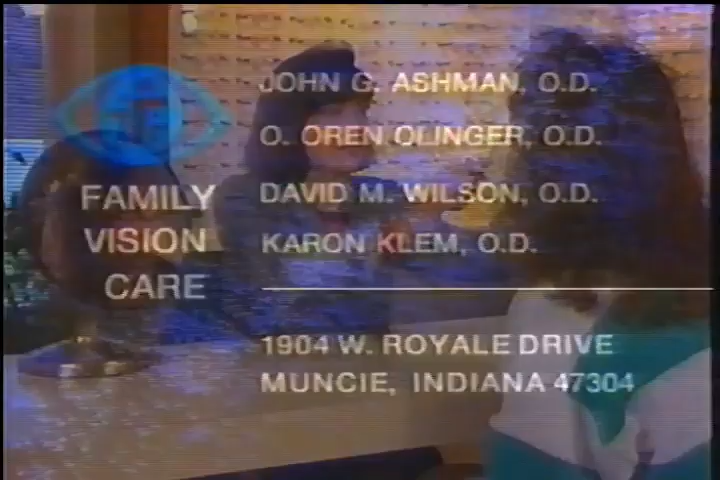 FAMILY
VISION
CARE
JOHN G. ASHMAN, O.D.
O. OREN OLINGER, O.D.
DAVID M. WILSON, O.D.
KARON KLEM, O.D.
1904 W. ROYALE DRIVE
MUNCIE, INDIANA 47304